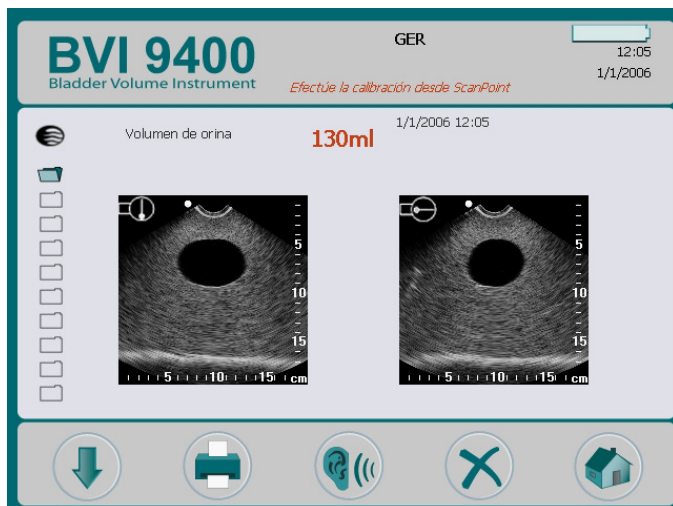 BVI 9400
Bladder Volume Instrument
GER
Efectúe la calibración desde ScanPoint
12:05
1/1/2006
Volumen de orina
130ml
1/1/2006 12:05
5
10
15
5 10 15 cm
5
10
15
5 10 15 cm